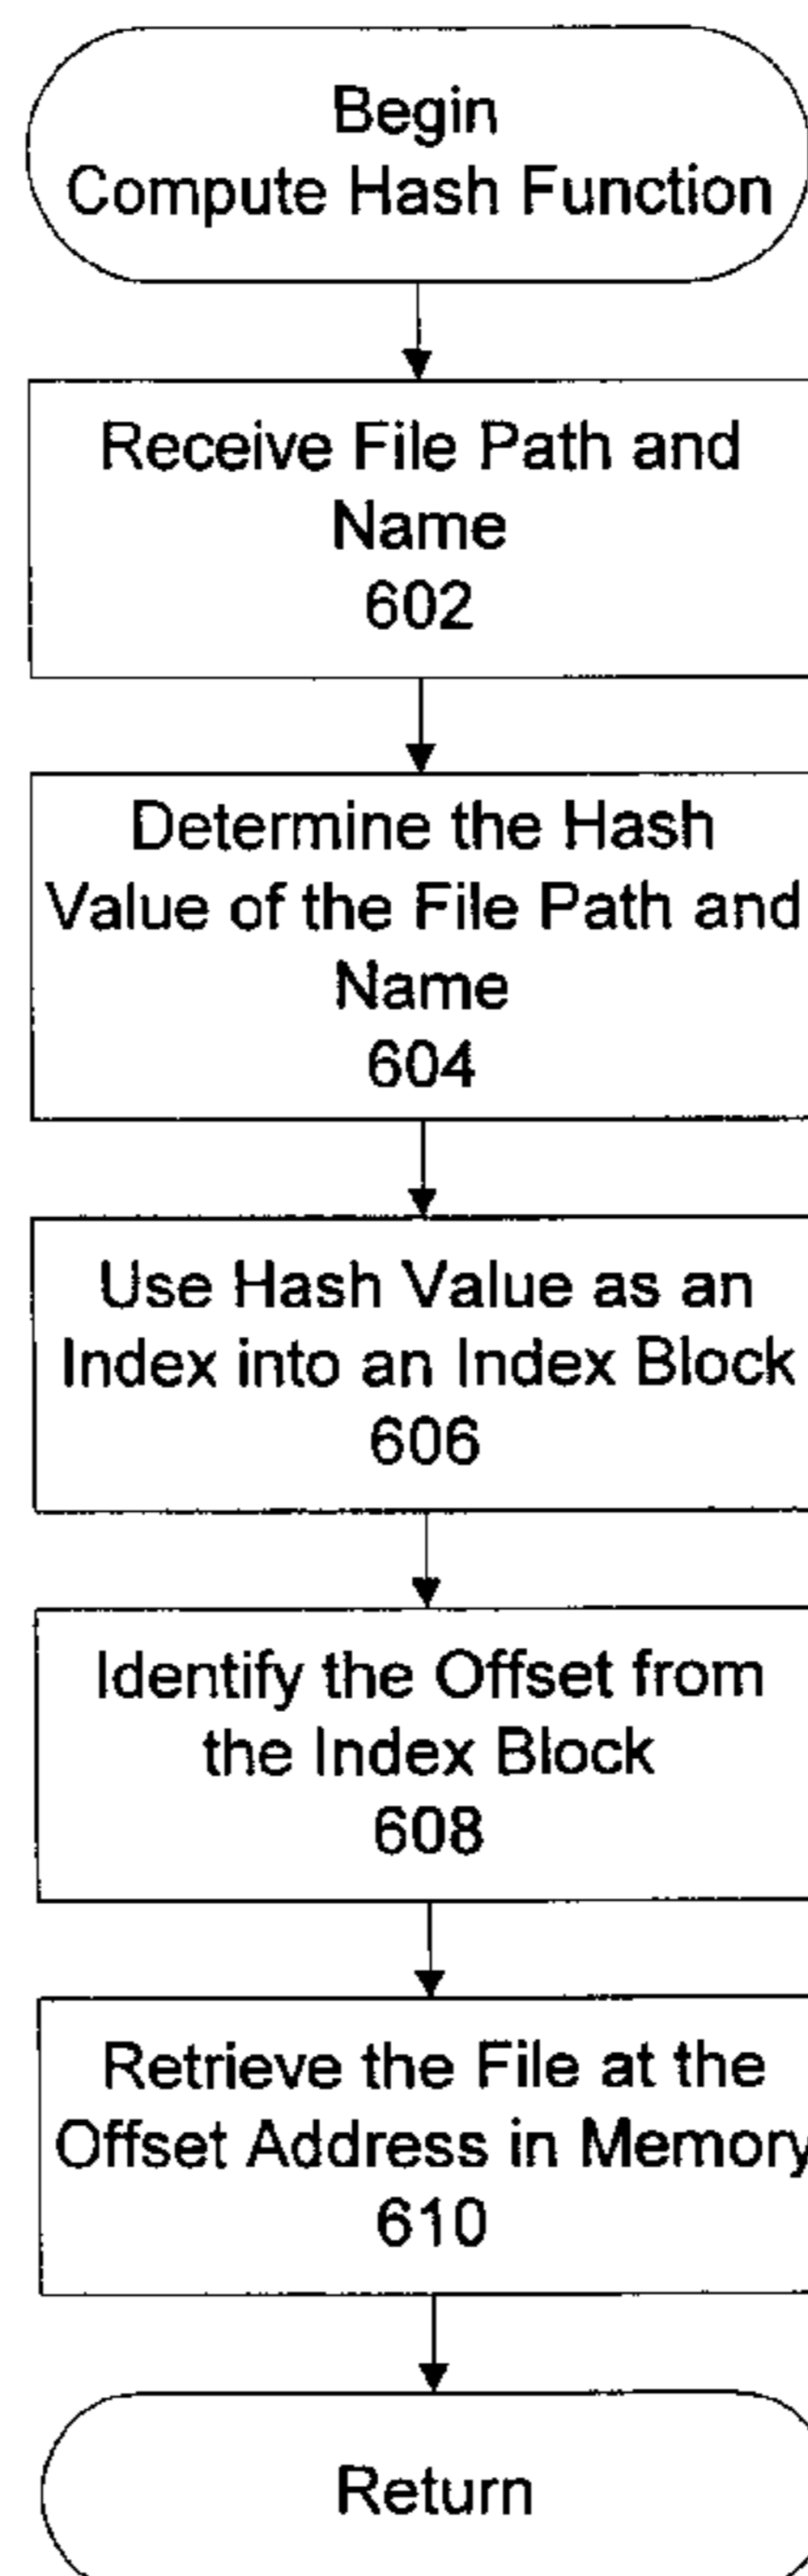 Begin
Compute Hash Function
Receive File Path and
Name
602
Determine the Hash
Value of the File Path and
Name
604
Use Hash Value as an
Index into an Index Block
606
Identify the Offset from
the Index Block
608
Retrieve the File at the
Offset Address in Memory
610
Return